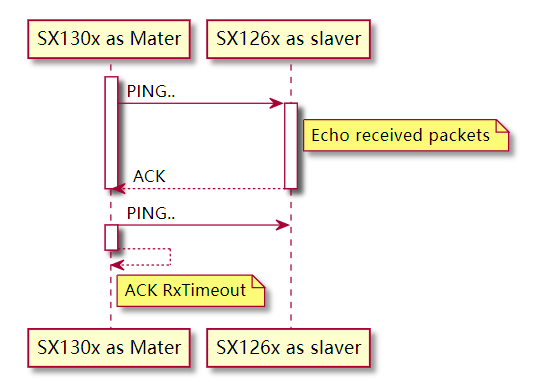 SX130x as Mater
SX126x as slaver
PING..
Echo received packets
ACK
PING..
ACK RxTimeout
SX130x as Mater
SX126x as slaver